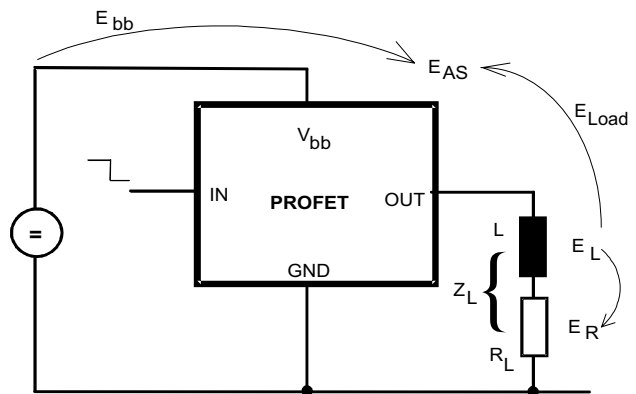 E bb
E AS
E Load
V bb
IN
PROFET
OUT
=
L
E L
GND
Z L
{
E R
R L